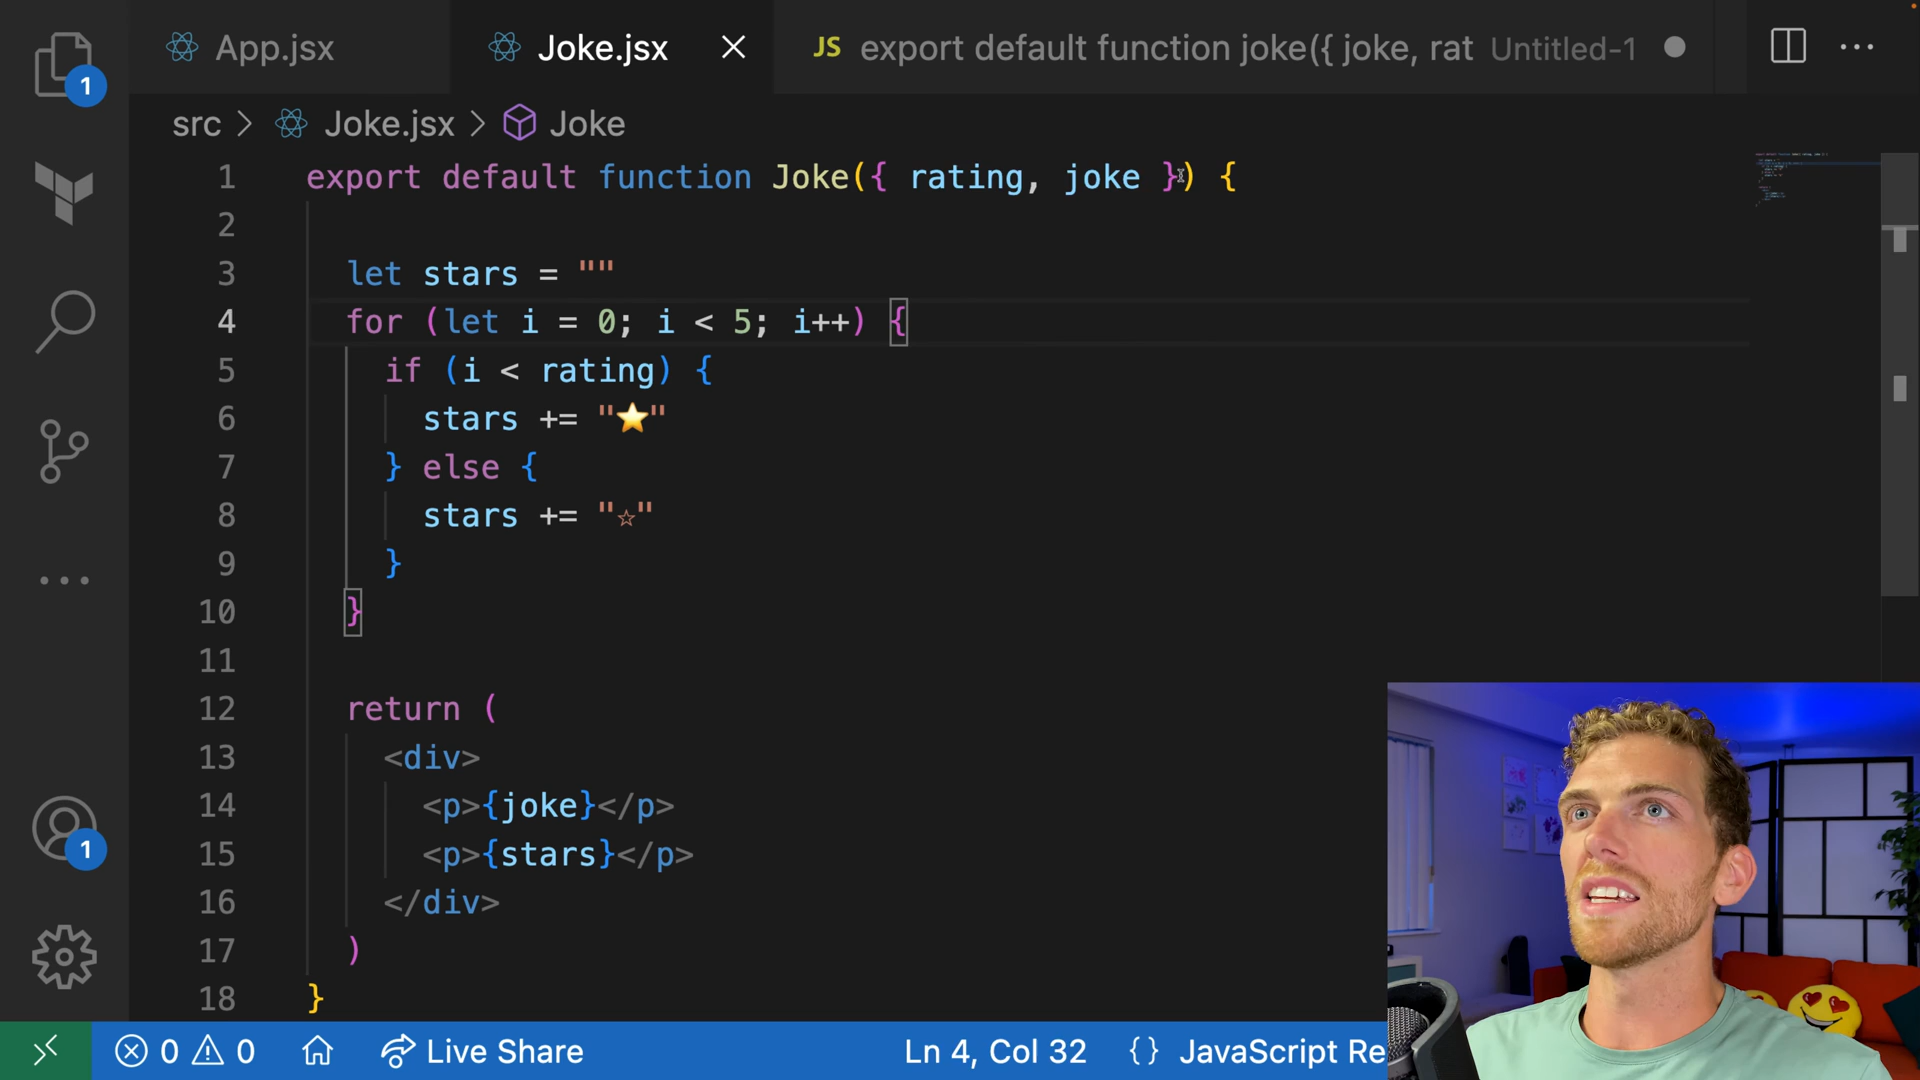 App.jsx
Joke.jsx
JS export default function joke({ joke, rat Untitled-1
1
src > Joke.jsx > Joke
1 export default function Joke({ rating, joke }) {
2
3 let stars = ""
4 for (let i = 0; i < 5; i++) {
5 if (i < rating) {
6 stars += "⭐"
7 } else {
8 stars += "☆"
9 }
10 }
11
12 return (
13 <div>
14 <p>{joke}</p>
15 <p>{stars}</p>
16 </div>
17 )
18 }
1
0 0 Live Share Ln 4, Col 32 {} JavaScript Re